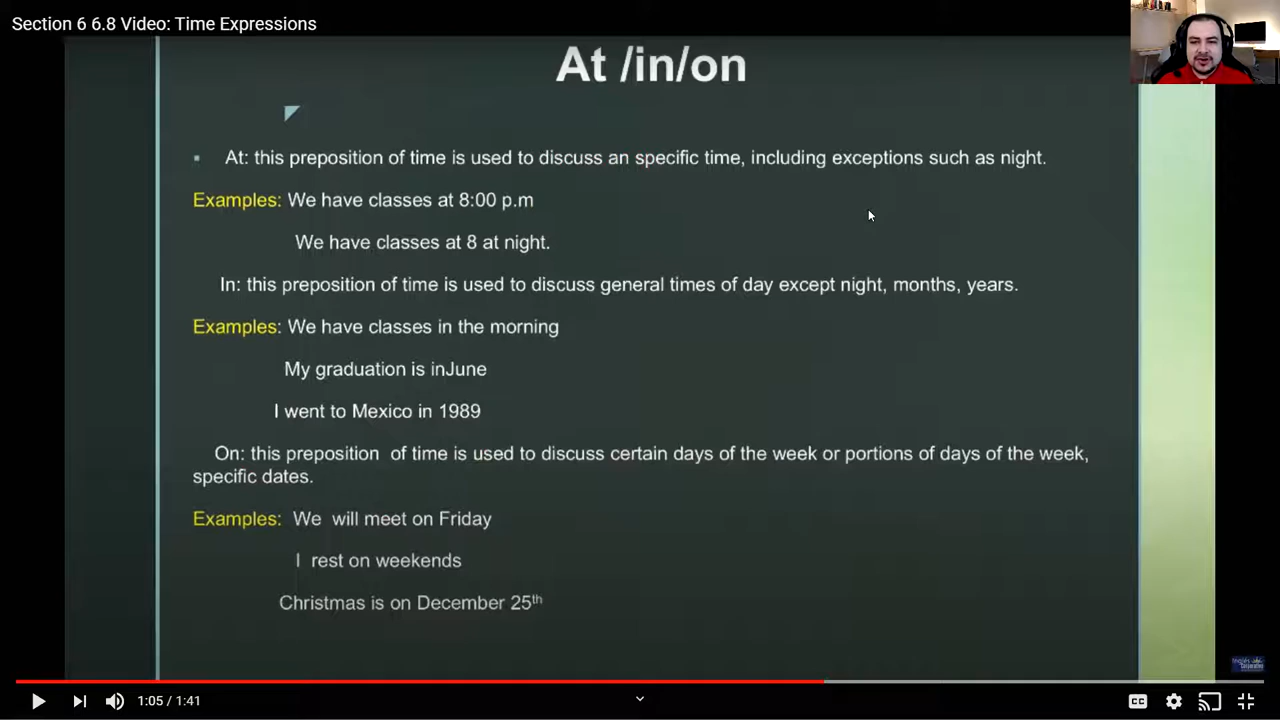 Section 6 6.8 Video: Time Expressions
At /in/on
▪ At: this preposition of time is used to discuss an specific time, including exceptions such as night.
Examples: We have classes at 8:00 p.m
We have classes at 8 at night.
In: this preposition of time is used to discuss general times of day except night, months, years.
Examples: We have classes in the morning
My graduation is inJune
I went to Mexico in 1989
On: this preposition of time is used to discuss certain days of the week or portions of days of the week,
specific dates.
Examples: We will meet on Friday
I rest on weekends
Christmas is on December 25th
1:05 / 1:41
CC